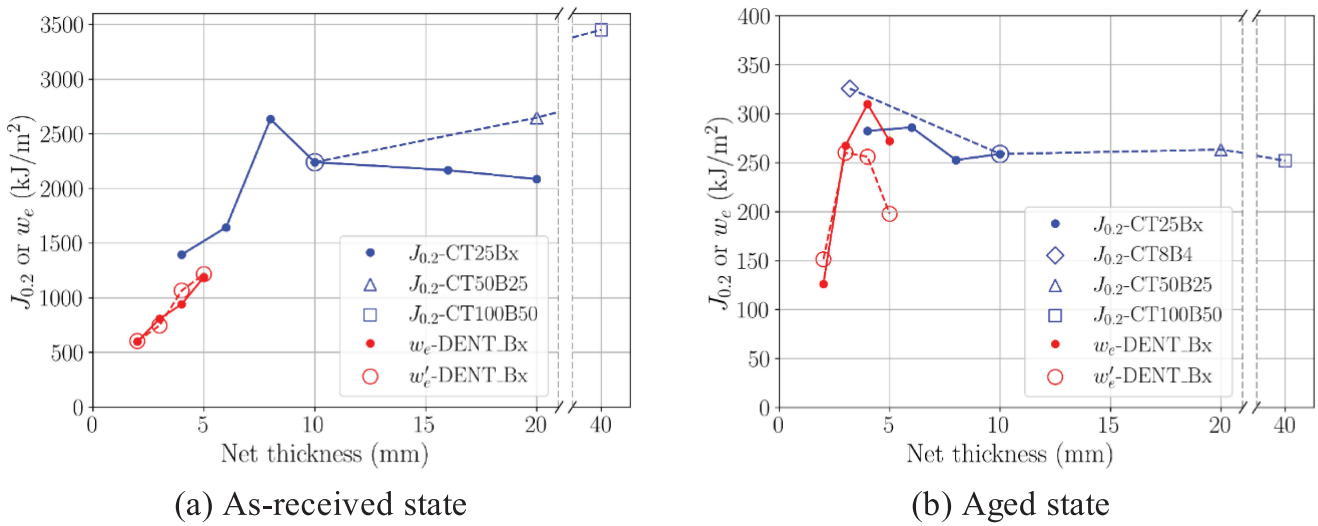 3500
3000
2500
2000
1500
1000
500
0
J0.2 or we (kJ/m2)
J0.2-CT25Bx
J0.2-CT50B25
J0.2-CT100B50
we-DENT_Bx
w′e-DENT_Bx
0 5 10 15 20 40
Net thickness (mm)
(a) As-received state
400
350
300
250
200
150
100
50
0
J0.2 or we (kJ/m2)
J0.2-CT25Bx
J0.2-CT8B4
J0.2-CT50B25
J0.2-CT100B50
we-DENT_Bx
w′e-DENT_Bx
0 5 10 15 20 40
Net thickness (mm)
(b) Aged state